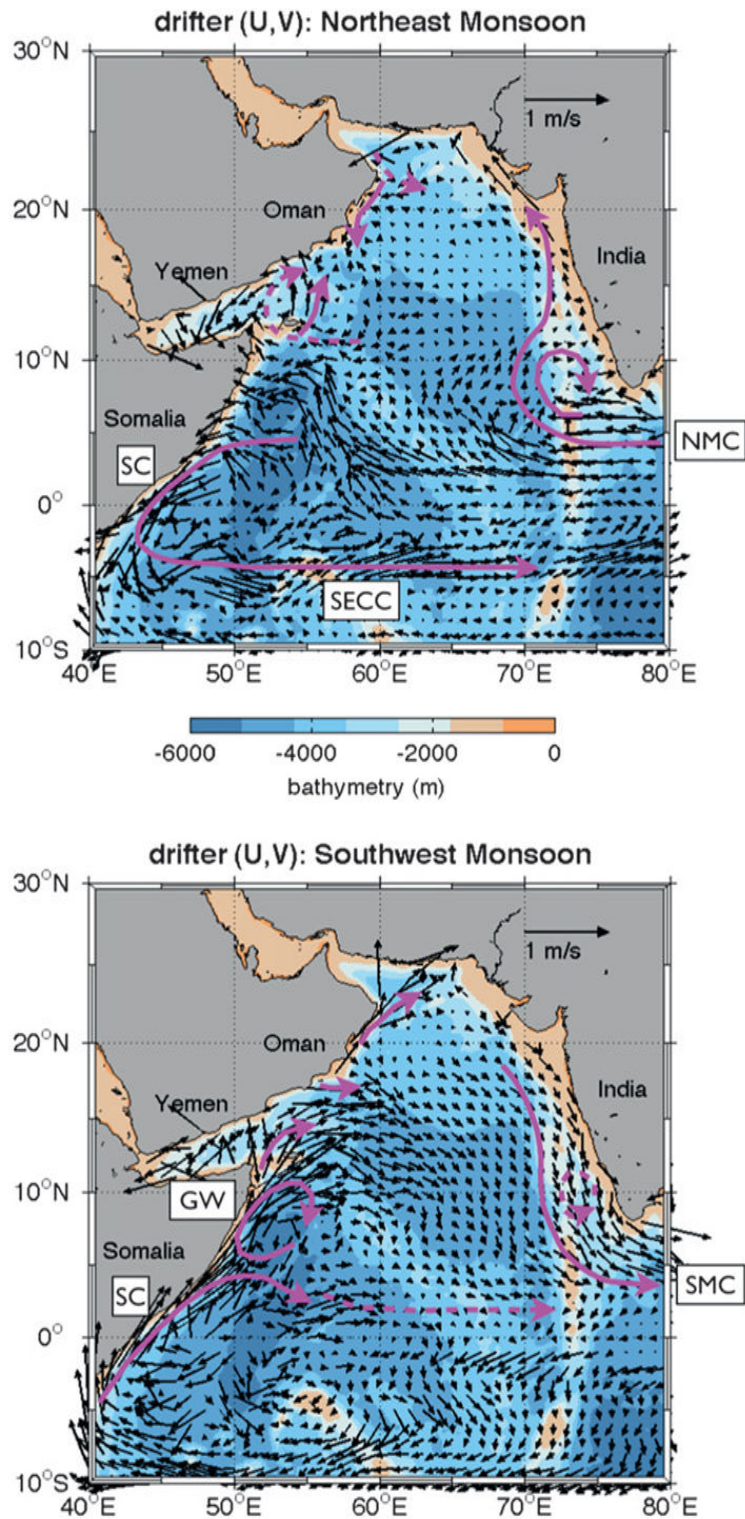 drifter (U,V): Northeast Monsoon
30°N
1 m/s
20°N
Oman
India
Yemen
10°N
Somalia
SC
NMC
0°
SECC
10°S
40°E 50°E 60°E 70°E 80°E
-6000 -4000 -2000 0
bathymetry (m)
drifter (U,V): Southwest Monsoon
30°N
1 m/s
20°N
Oman
India
Yemen
10°N
GW
Somalia
SC
SMC
0°
10°S
40°E 50°E 60°E 70°E 80°E